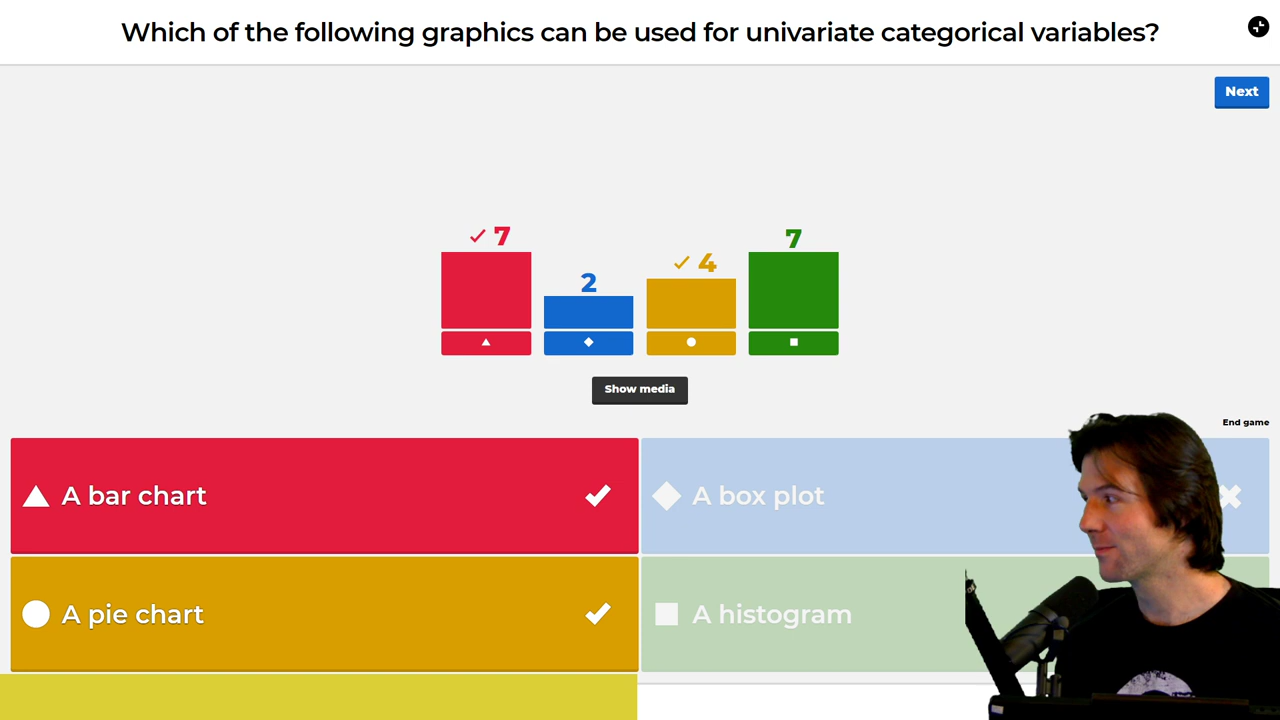 Which of the following graphics can be used for univariate categorical variables?
Next
7
2
4
7
Show media
End game
A bar chart
A box plot
A pie chart
A histogram